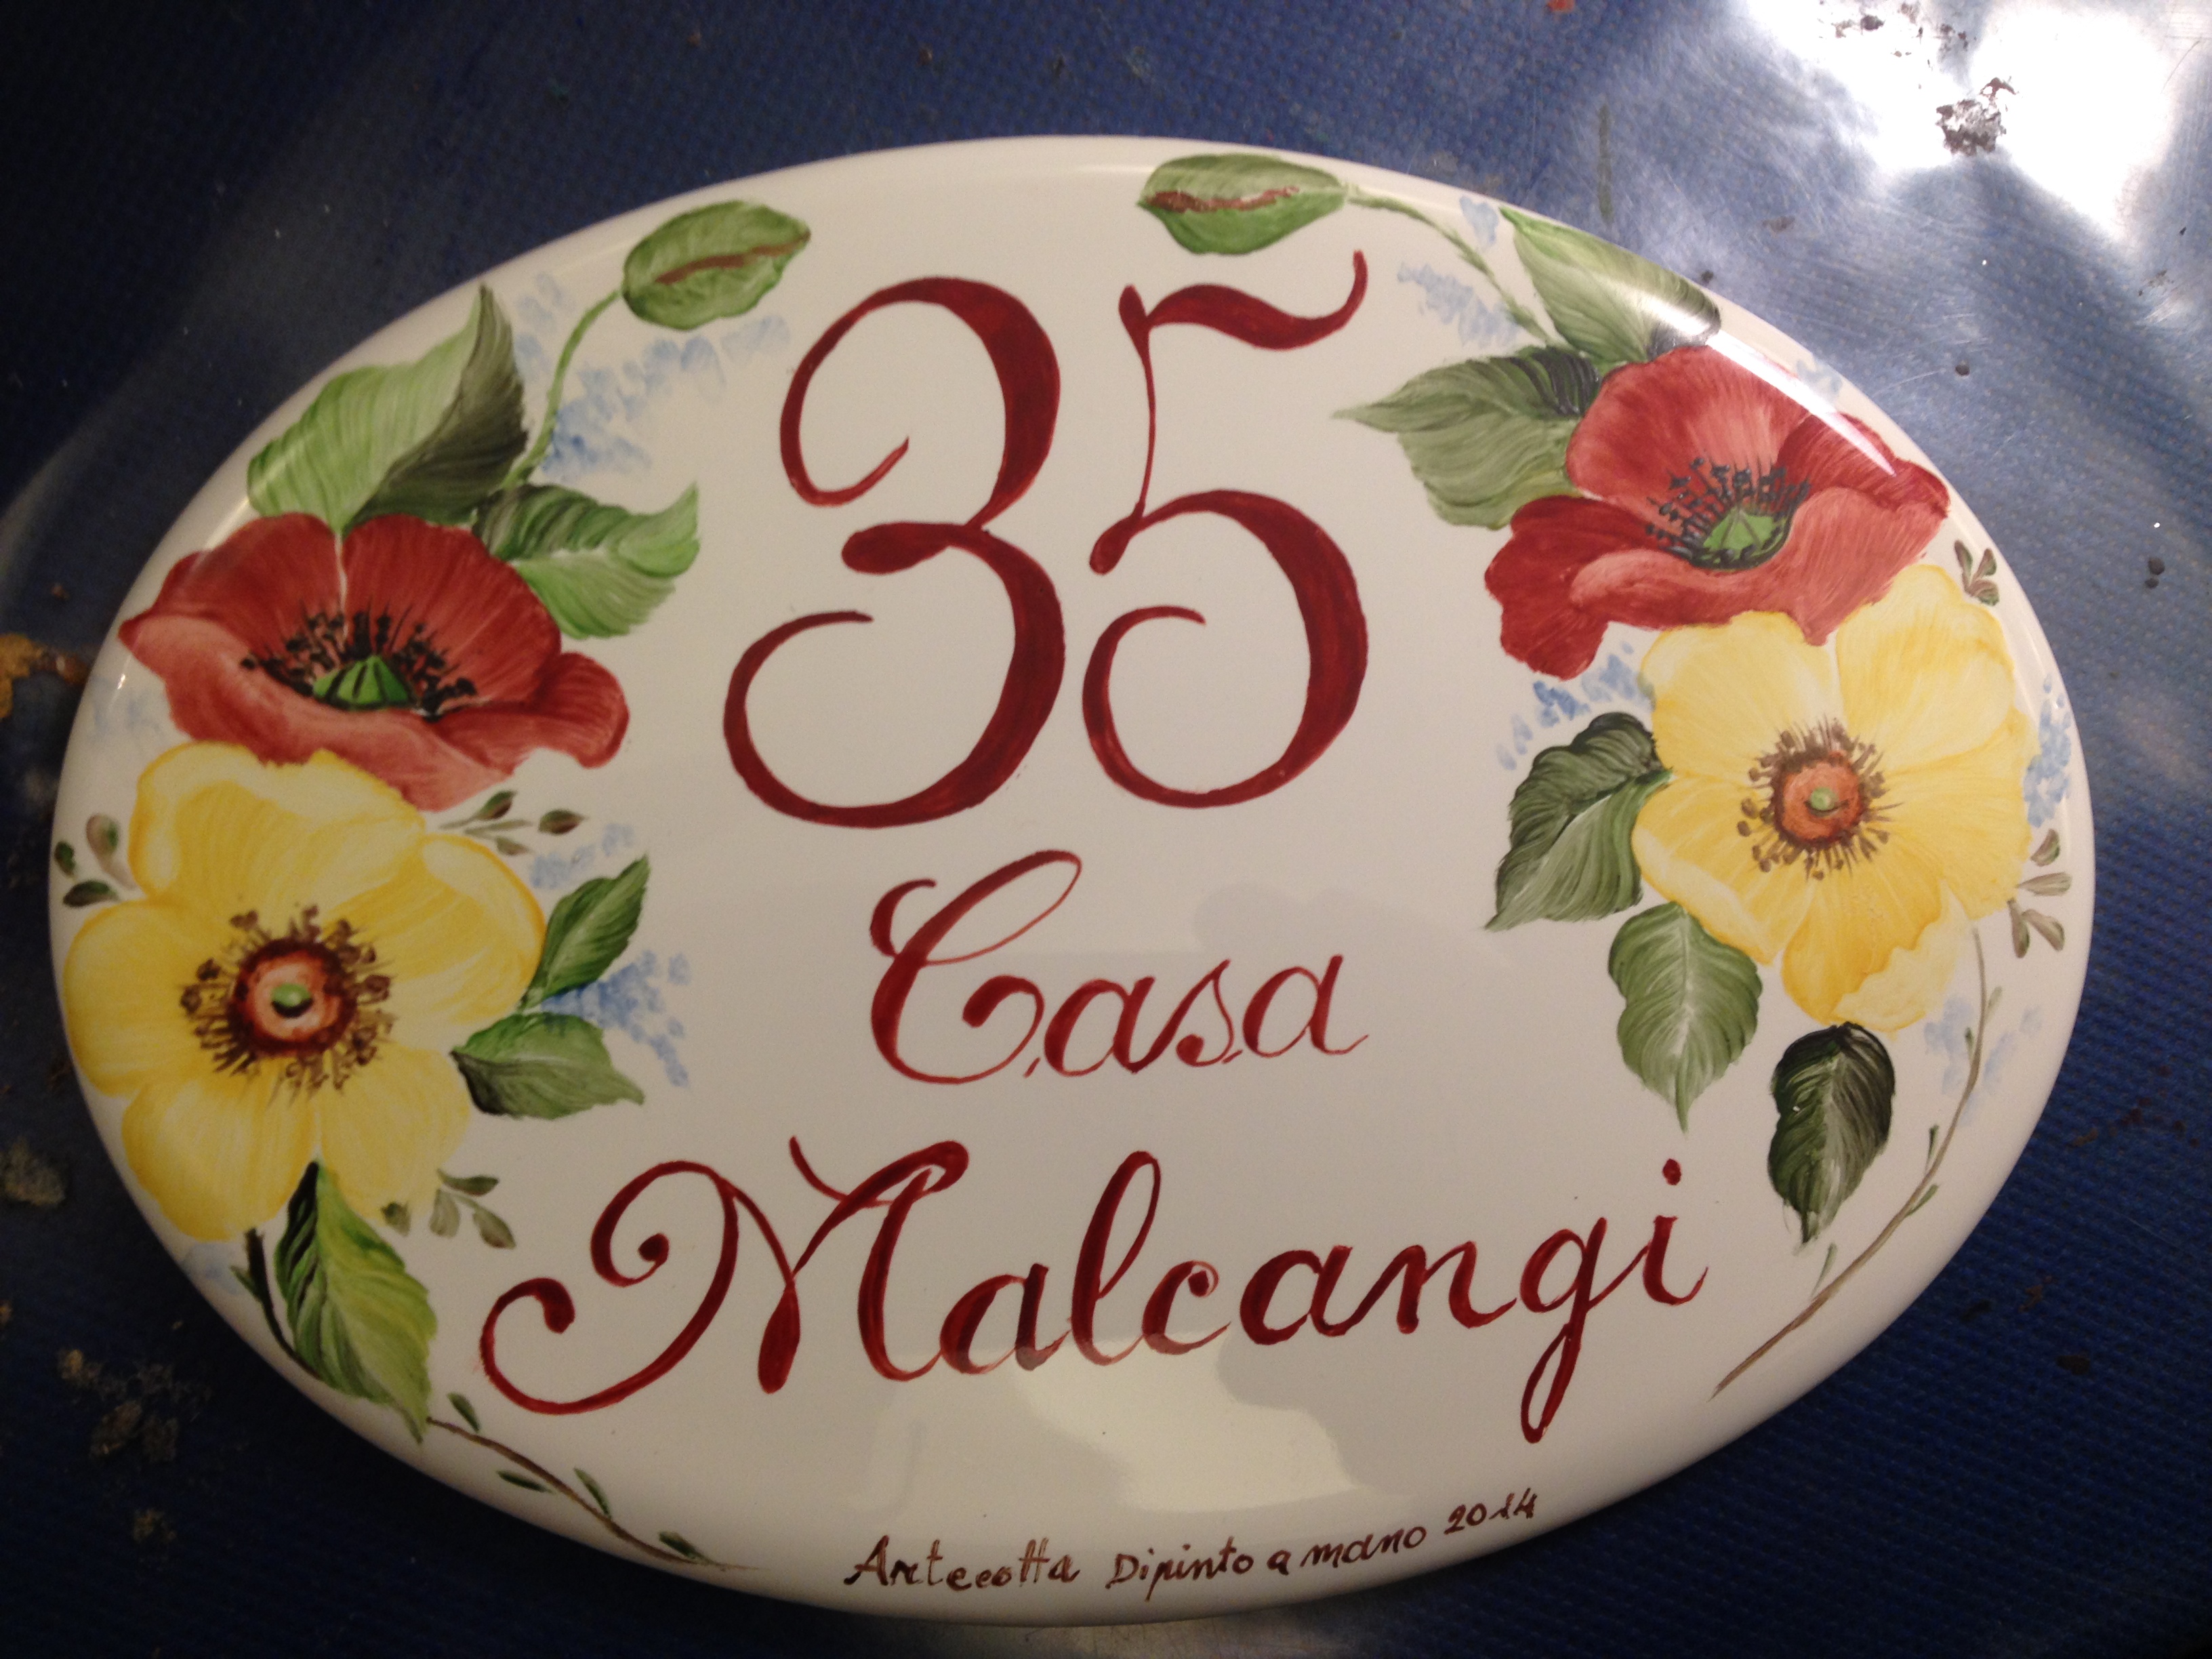 35
Casa
Malcangi
Artecotta Dipinto a mano 2014